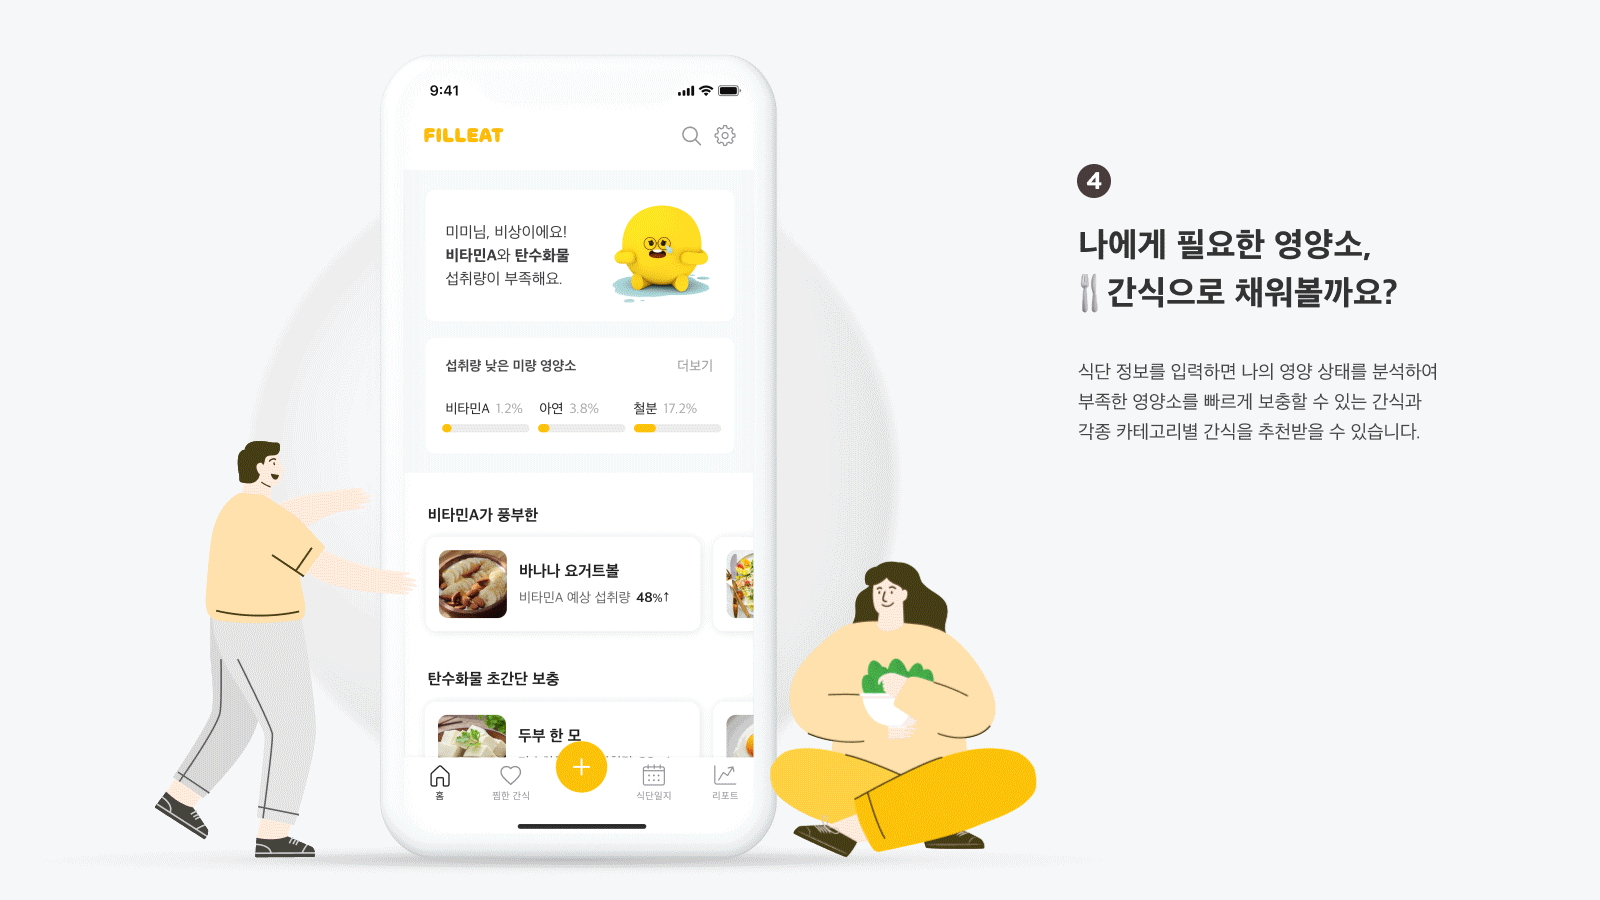 9:41
FILLEAT
미미님, 비상이에요!
비타민A와 탄수화물
섭취량이 부족해요.
섭취량 낮은 미량 영양소
더보기
비타민A 1.2%
아연 3.8%
철분 17.2%
비타민A가 풍부한
바나나 요거트볼
비타민A 예상 섭취량 48%↑
탄수화물 초간단 보충
두부 한 모
홈
찜한 간식
식단일지
리포트
4
나에게 필요한 영양소,
간식으로 채워볼까요?
식단 정보를 입력하면 나의 영양 상태를 분석하여
부족한 영양소를 빠르게 보충할 수 있는 간식과
각종 카테고리별 간식을 추천받을 수 있습니다.